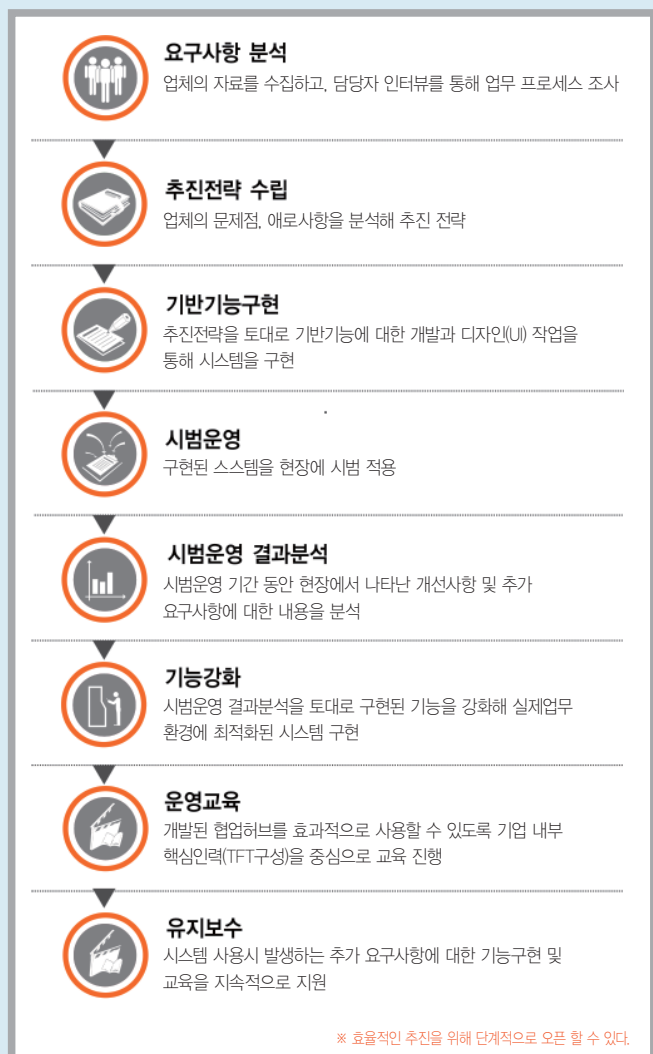 요구사항 분석
업체의 자료를 수집하고, 담당자 인터뷰를 통해 업무 프로세스 조사
추진전략 수립
업체의 문제점, 애로사항을 분석해 추진 전략
기반기능구현
추진전략을 토대로 기반기능에 대한 개발과 디자인(UI) 작업을
통해 시스템을 구현
시범운영
구현된 스스템을 현장에 시범 적용
시범운영 결과분석
시범운영 기간 동안 현장에서 나타난 개선사항 및 추가
요구사항에 대한 내용을 분석
기능강화
시범운영 결과분석을 토대로 구현된 기능을 강화해 실제업무
환경에 최적화된 시스템 구현
운영교육
개발된 협업허브를 효과적으로 사용할 수 있도록 기업 내부
핵심인력(TFT구성)을 중심으로 교육 진행
유지보수
시스템 사용시 발생하는 추가 요구사항에 대한 기능구현 및
교육을 지속적으로 지원
※ 효율적인 추진을 위해 단계적으로 오픈 할 수 있다.